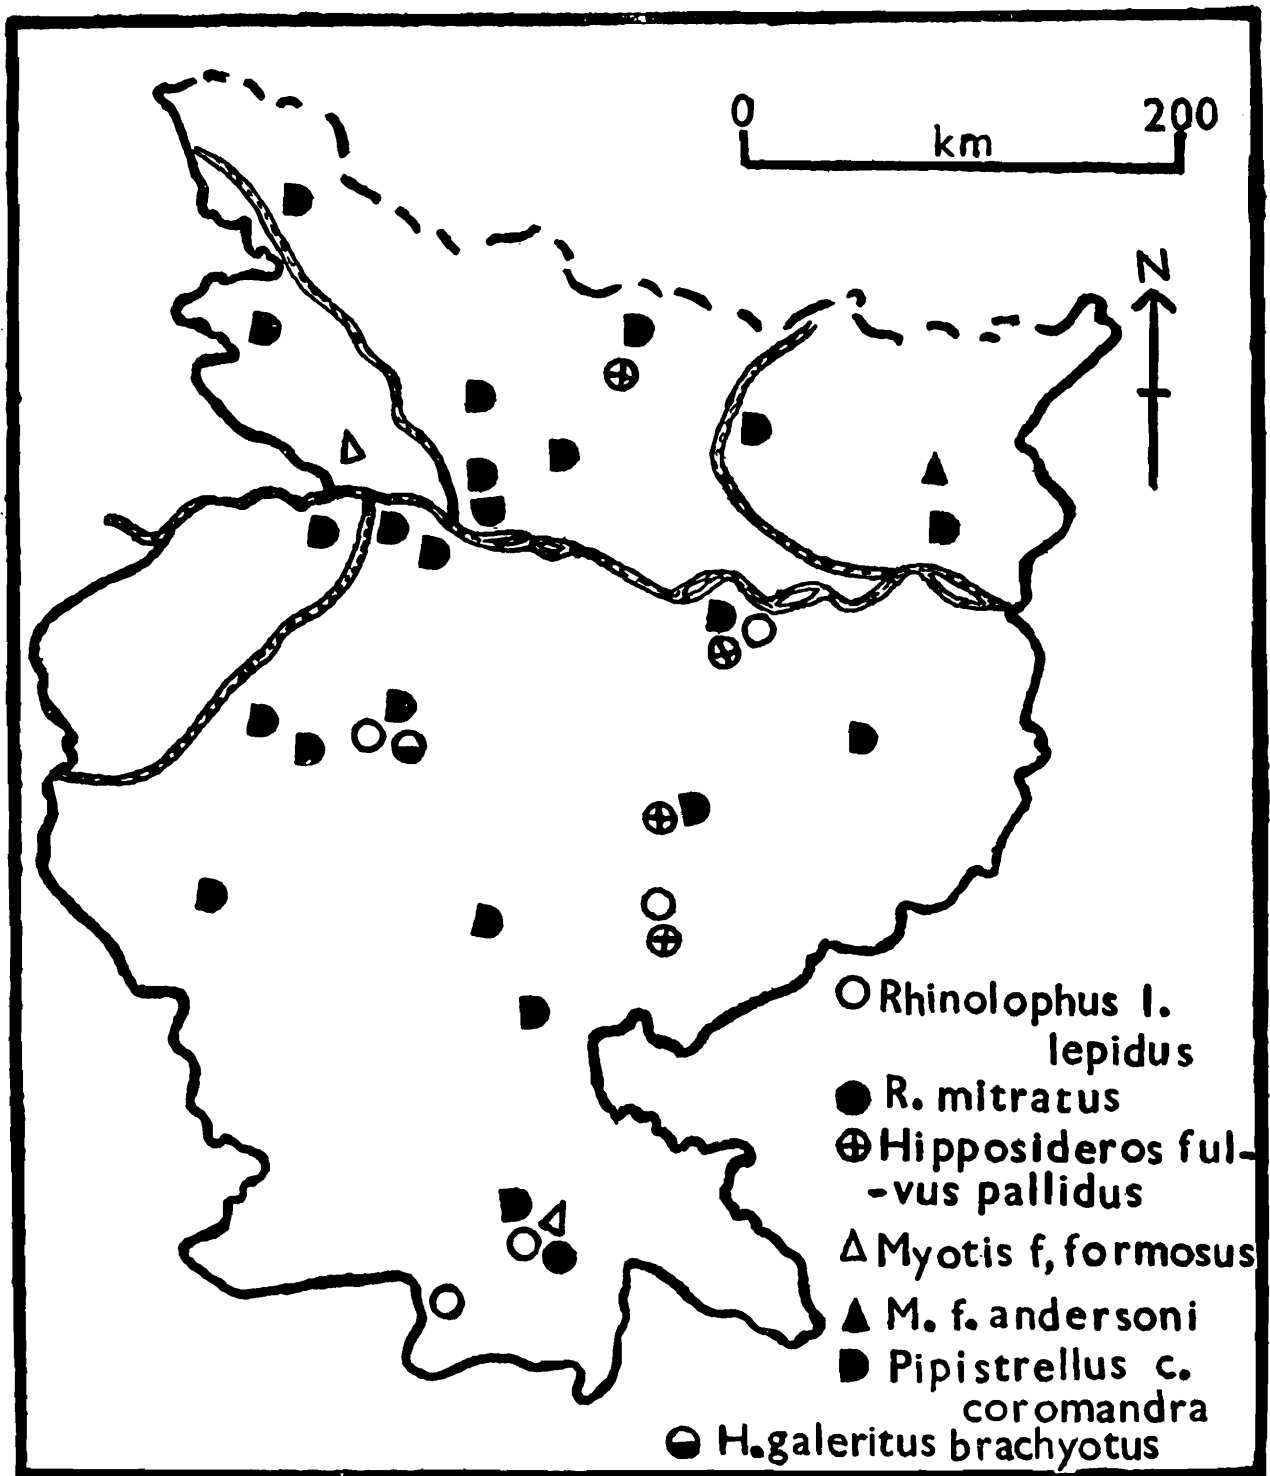 0 200
km
N
Rhinolophus l.
lepidus
R. mitratus
Hipposideros ful-
-vus pallidus
Myotis f, formosus
M. f. andersoni
Pipistrellus c.
coromandra
H.galeritus brachyotus